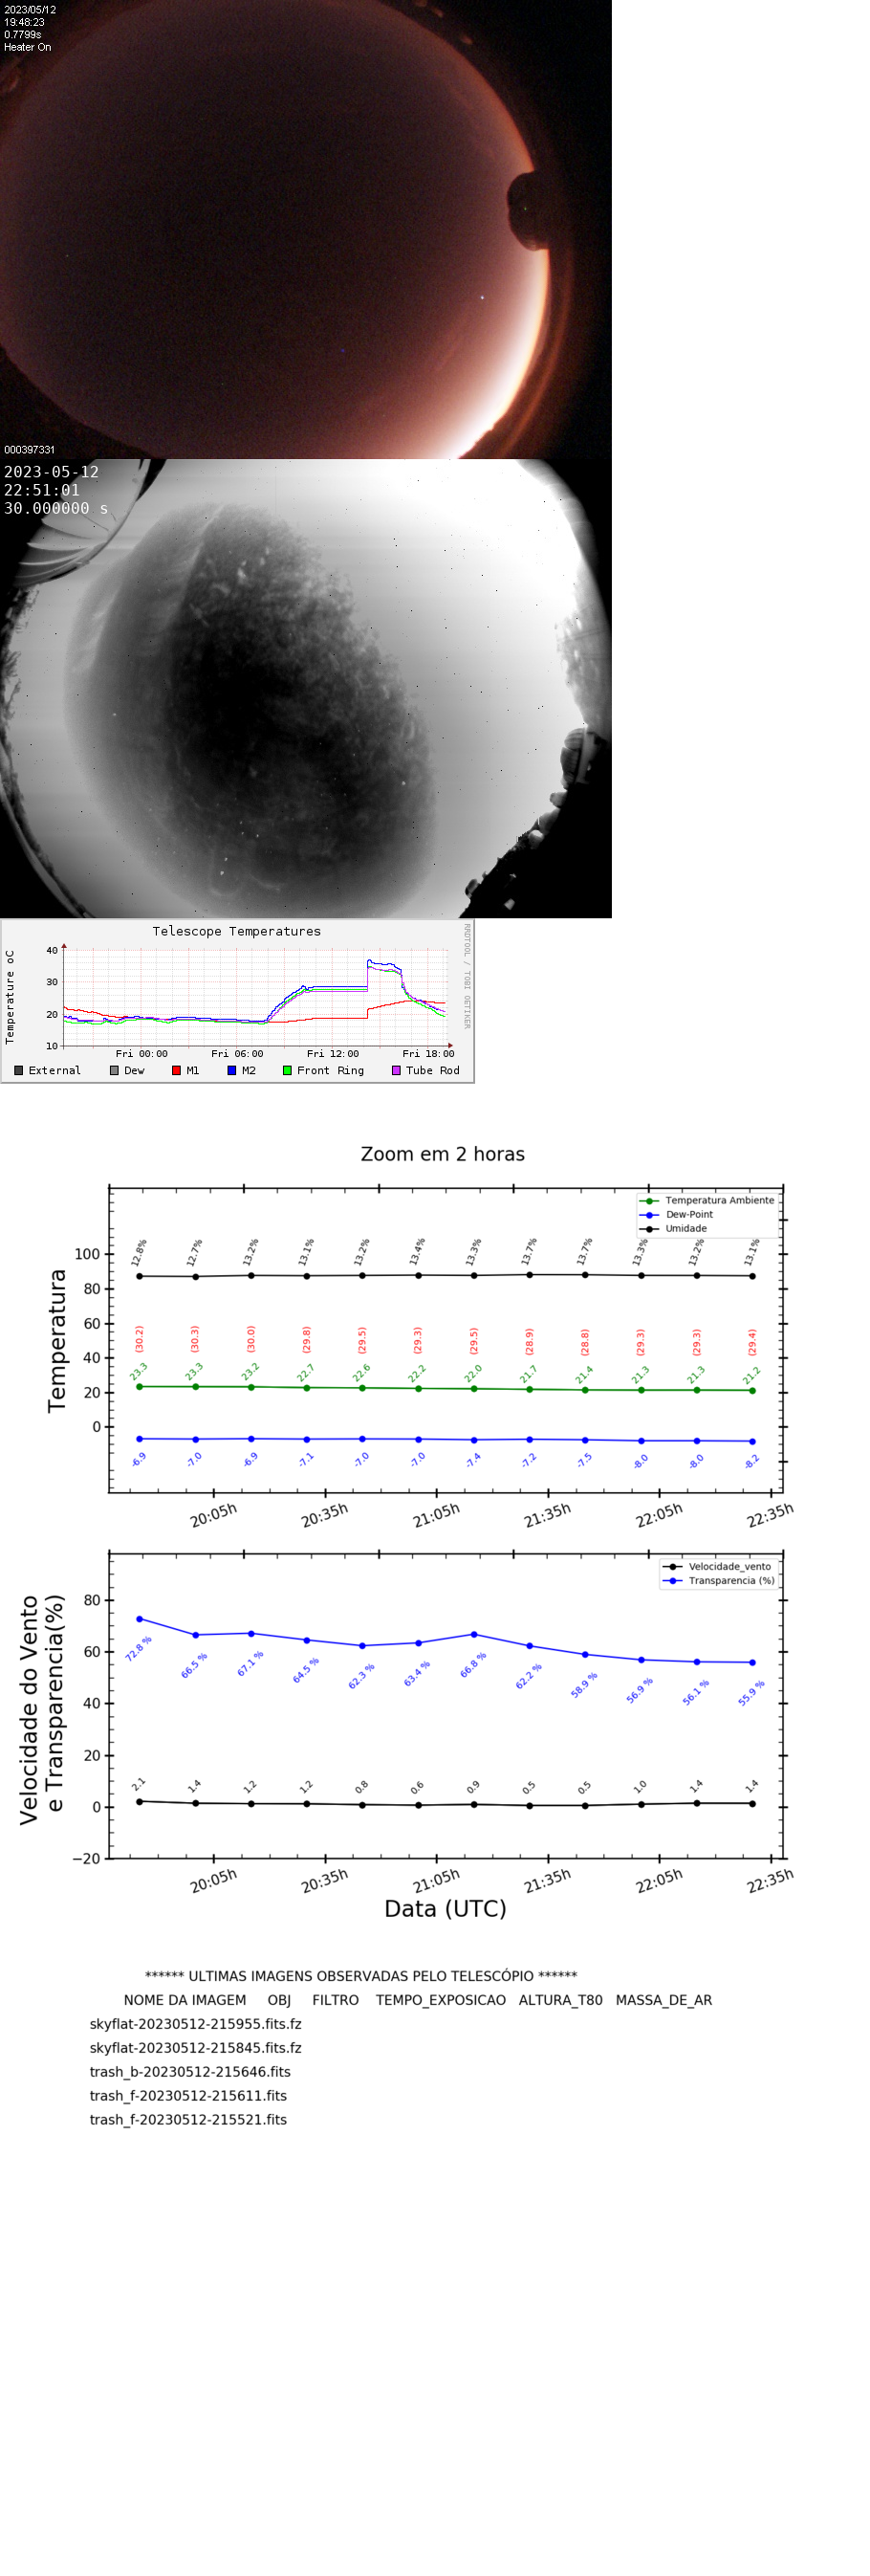 2023/05/12
19:48:23
0.7799s
Heater On
000397331
2023-05-12
22:51:01
30.000000 s
Telescope Temperatures
RRDTOOL / TOBI OETIKER
Temperature oC
40
30
20
10
Fri 00:00 Fri 06:00 Fri 12:00 Fri 18:00
External Dew M1 M2 Front Ring Tube Rod
Zoom em 2 horas
Temperatura Ambiente
Dew-Point
Umidade
Temperatura
100
80
60
40
20
0
12.8% 12.7% 13.2% 13.1% 13.2% 13.4% 13.3% 13.7% 13.7% 13.3% 13.2% 13.1%
(30.2) (30.3) (30.0) (29.8) (29.5) (29.3) (29.5) (28.9) (28.8) (29.3) (29.3) (29.4)
23.3 23.3 23.2 22.7 22.6 22.2 22.0 21.7 21.4 21.3 21.3 21.2
-6.9 -7.0 -6.9 -7.1 -7.0 -7.0 -7.4 -7.2 -7.5 -8.0 -8.0 -8.2
20:05h 20:35h 21:05h 21:35h 22:05h 22:35h
Velocidade_vento
Transparencia (%)
Velocidade do Vento
e Transparencia(%)
80
60
40
20
0
−20
72.8 % 66.5 % 67.1 % 64.5 % 62.3 % 63.4 % 66.8 % 62.2 % 58.9 % 56.9 % 56.1 % 55.9 %
2.1 1.4 1.2 1.2 0.8 0.6 0.9 0.5 0.5 1.0 1.4 1.4
20:05h 20:35h 21:05h 21:35h 22:05h 22:35h
Data (UTC)
****** ULTIMAS IMAGENS OBSERVADAS PELO TELESCÓPIO ******
NOME DA IMAGEM OBJ FILTRO TEMPO_EXPOSICAO ALTURA_T80 MASSA_DE_AR
skyflat-20230512-215955.fits.fz
skyflat-20230512-215845.fits.fz
trash_b-20230512-215646.fits
trash_f-20230512-215611.fits
trash_f-20230512-215521.fits